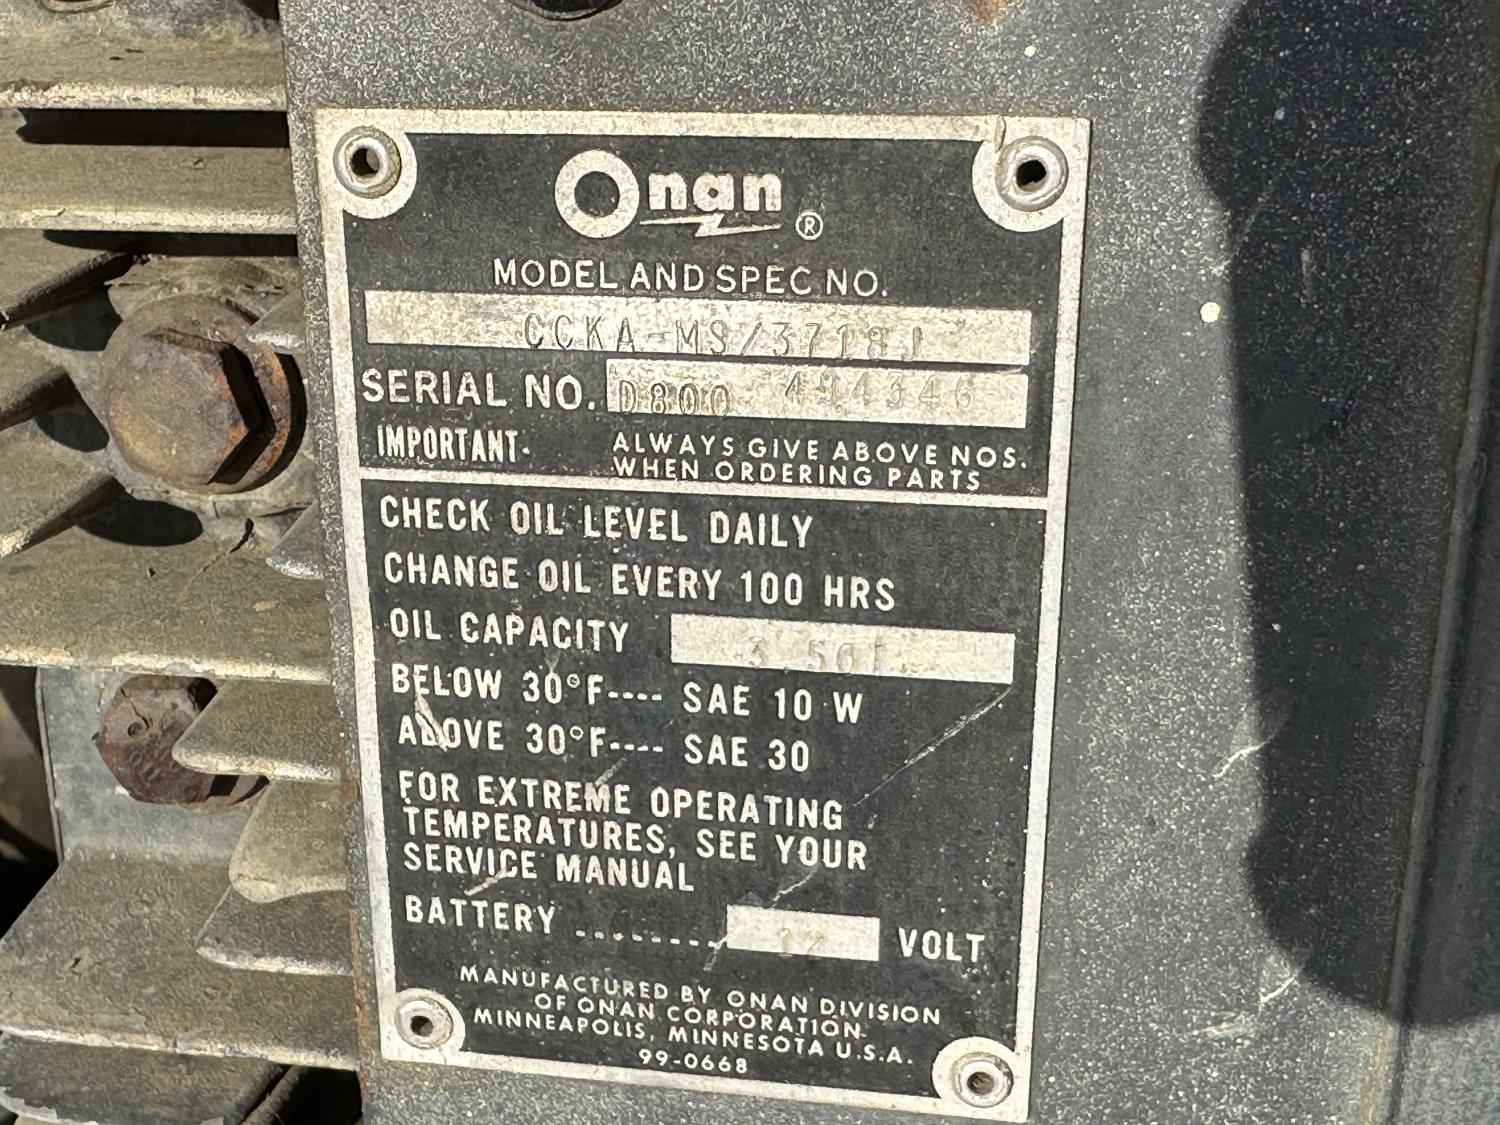 Onan ®
MODEL AND SPEC NO.
CCKA-MS/3718J
SERIAL NO. D800 494346
IMPORTANT- ALWAYS GIVE ABOVE NOS.
WHEN ORDERING PARTS
CHECK OIL LEVEL DAILY
CHANGE OIL EVERY 100 HRS
OIL CAPACITY 3.5QT
BELOW 30°F---- SAE 10 W
ABOVE 30°F---- SAE 30
FOR EXTREME OPERATING
TEMPERATURES, SEE YOUR
SERVICE MANUAL
BATTERY -------- 12 VOLT
MANUFACTURED BY ONAN DIVISION
OF ONAN CORPORATION
MINNEAPOLIS, MINNESOTA U.S.A.
99-0668